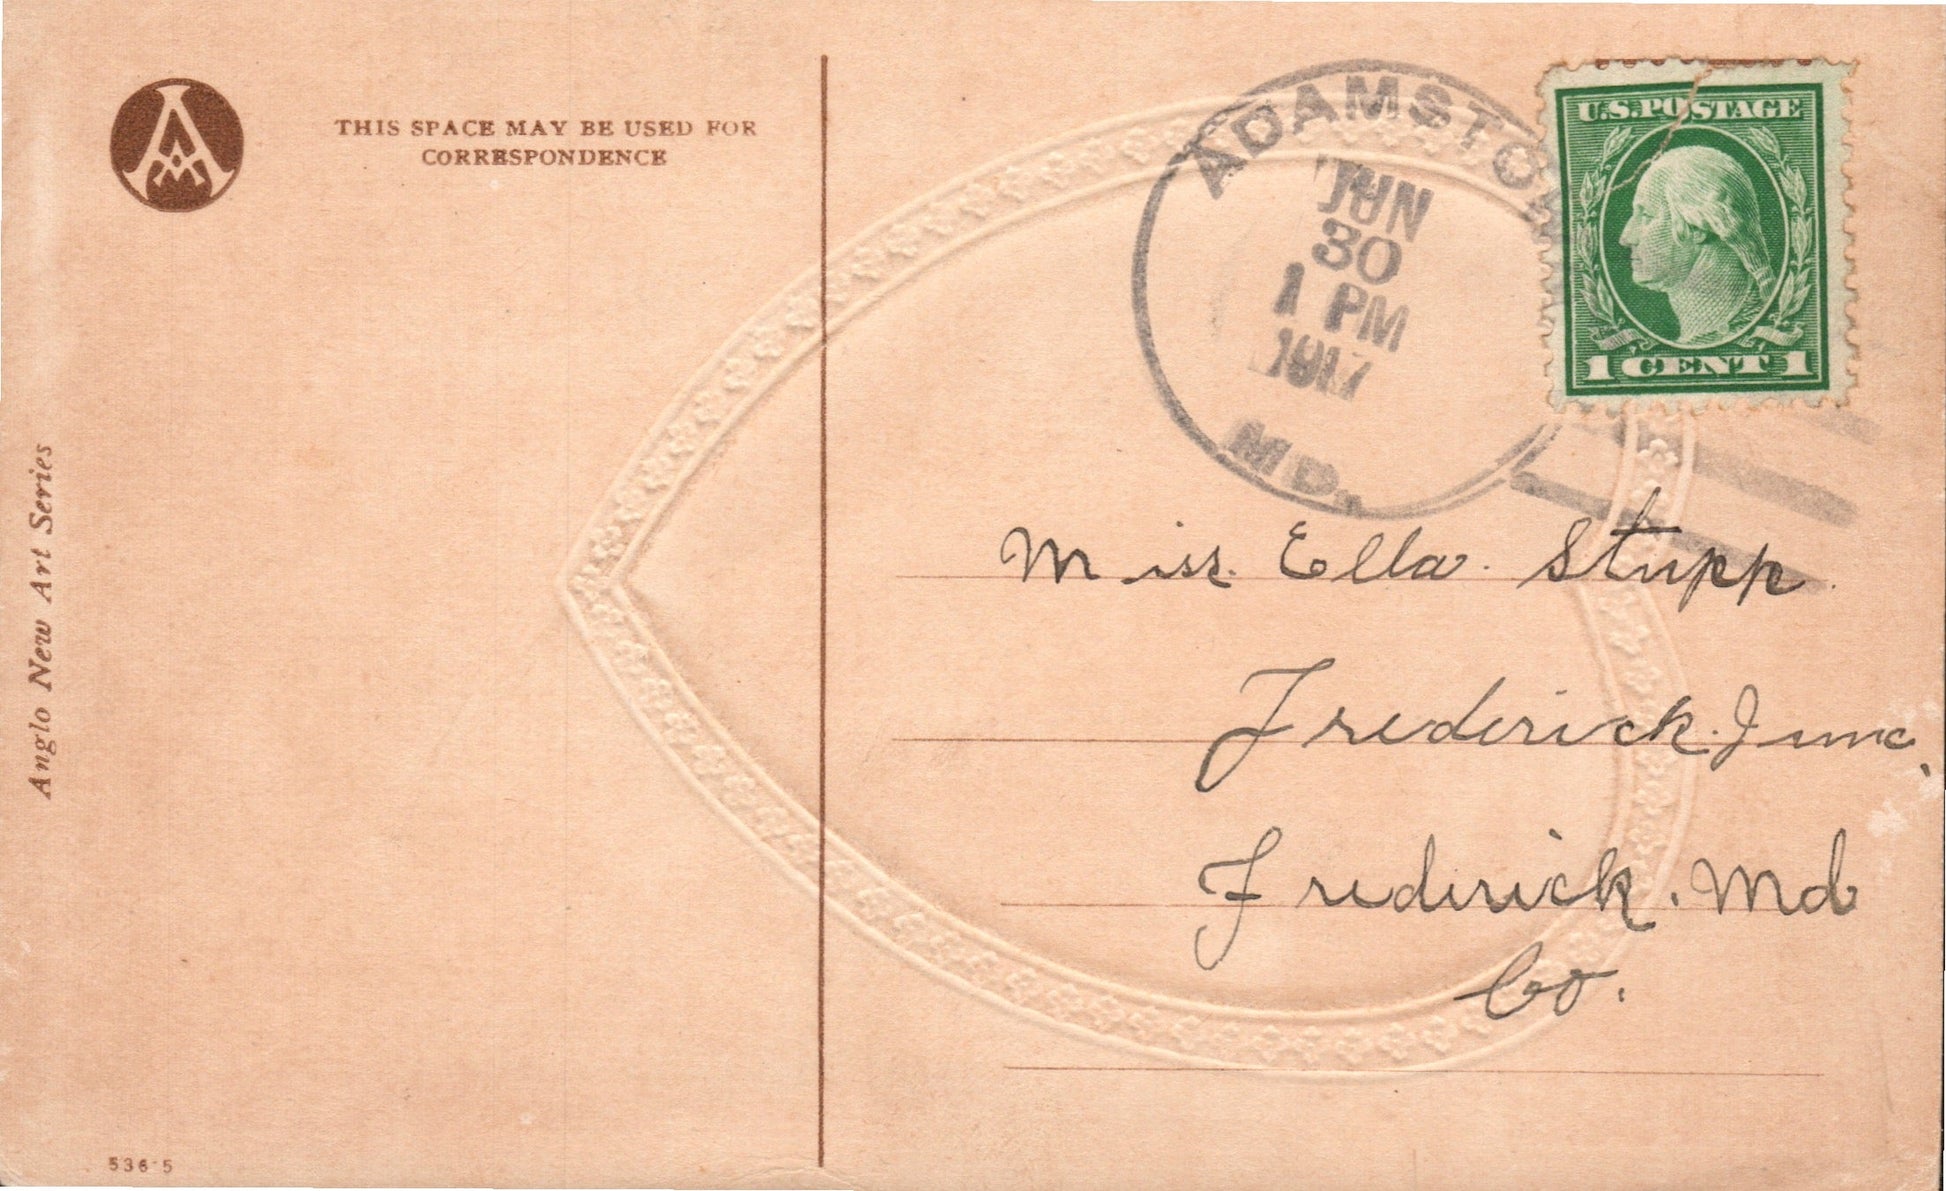 THIS SPACE MAY BE USED FOR
CORRESPONDENCE
Anglo New Art Series
536 5
ADAMSTO
JUN
30
1 PM
1917
MD.
U.S. POSTAGE
1 CENT 1
Miss. Ella. Stupp.
Frederick. Junc,
Frederick. Md
Co.